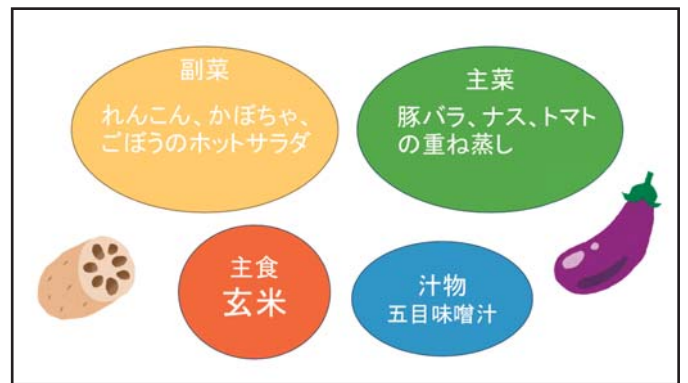 副菜
れんこん、かぼちゃ、
ごぼうのホットサラダ
主菜
豚バラ、ナス、トマト
の重ね蒸し
主食
玄米
汁物
五目味噌汁